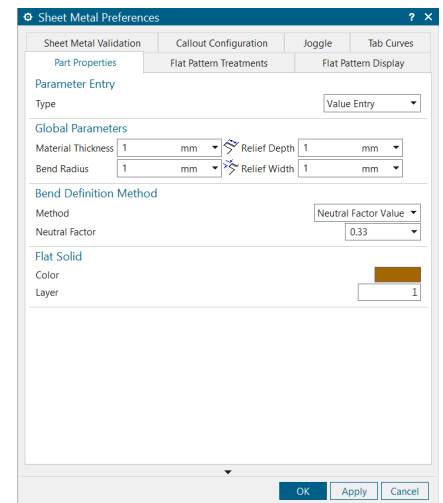 Sheet Metal Preferences ? X
Sheet Metal Validation Callout Configuration Joggle Tab Curves
Part Properties Flat Pattern Treatments Flat Pattern Display
Parameter Entry
Type Value Entry
Global Parameters
Material Thickness 1 mm Relief Depth 1 mm
Bend Radius 1 mm Relief Width 1 mm
Bend Definition Method
Method Neutral Factor Value
Neutral Factor 0.33
Flat Solid
Color
Layer 1
OK Apply Cancel